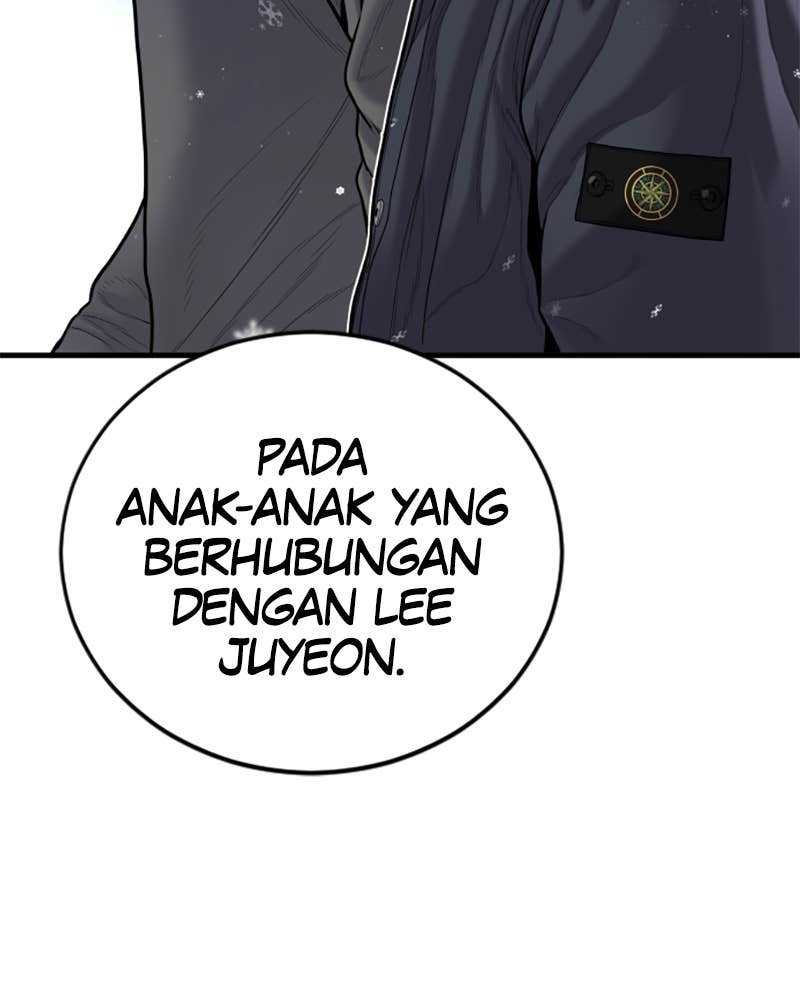 PADA
ANAK-ANAK YANG
BERHUBUNGAN
DENGAN LEE
JUYEON.